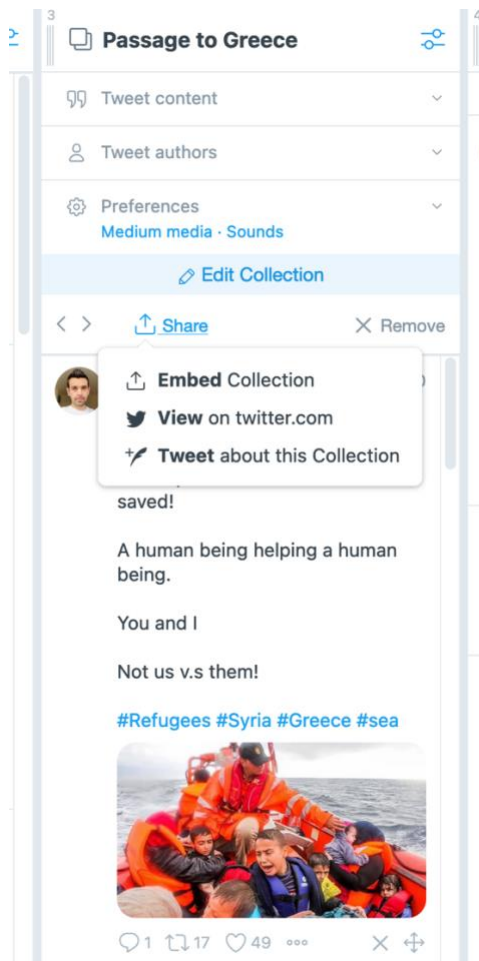 3
Passage to Greece
Tweet content
Tweet authors
Preferences
Medium media · Sounds
Edit Collection
Share
Remove
Embed Collection
View on twitter.com
Tweet about this Collection
saved!
A human being helping a human
being.
You and I
Not us v.s them!
#Refugees #Syria #Greece #sea
1 17 49